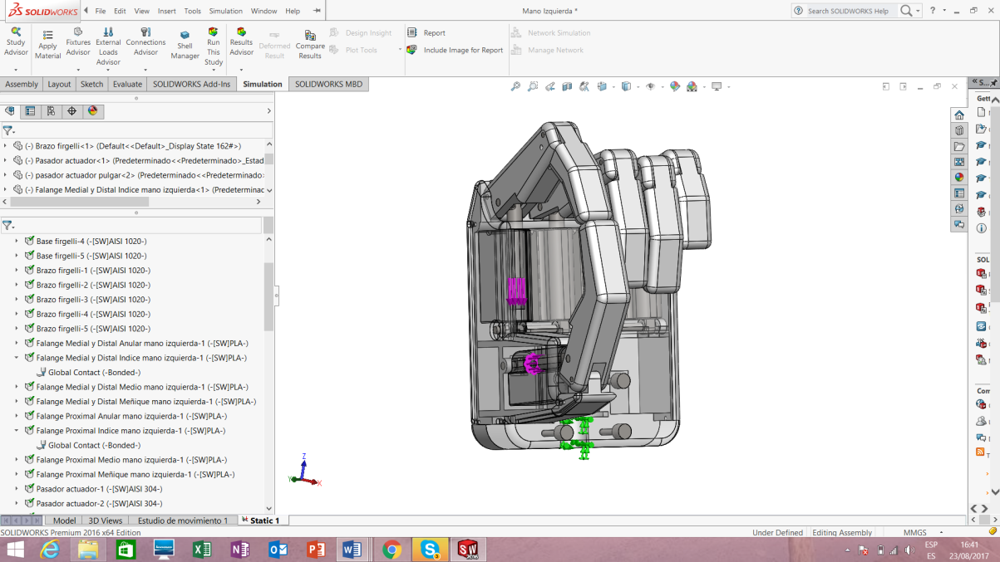 SOLIDWORKS
File Edit View Insert Tools Simulation Window Help
Mano Izquierda *
Search SOLIDWORKS Help
Study Advisor
Apply Material
Fixtures Advisor
External Loads Advisor
Connections Advisor
Shell Manager
Run This Study
Results Advisor
Deformed Result
Compare Results
Design Insight
Plot Tools
Report
Include Image for Report
Network Simulation
Manage Network
Assembly Layout Sketch Evaluate SOLIDWORKS Add-Ins Simulation SOLIDWORKS MBD
(-) Brazo firgelli<1> (Default<<Default>_Display State 162#>)
(-) Pasador actuador<1> (Predeterminado<<Predeterminado>_Estad
(-) pasador actuador pulgar<2> (Predeterminado<<Predeterminado>
(-) Falange Medial y Distal Indice mano izquierda<1> (Predeterminac
Base firgelli-4 (-[SW]AISI 1020-)
Base firgelli-5 (-[SW]AISI 1020-)
Brazo firgelli-1 (-[SW]AISI 1020-)
Brazo firgelli-2 (-[SW]AISI 1020-)
Brazo firgelli-3 (-[SW]AISI 1020-)
Brazo firgelli-4 (-[SW]AISI 1020-)
Brazo firgelli-5 (-[SW]AISI 1020-)
Falange Medial y Distal Anular mano izquierda-1 (-[SW]PLA-)
Falange Medial y Distal Indice mano izquierda-1 (-[SW]PLA-)
Global Contact (-Bonded-)
Falange Medial y Distal Medio mano izquierda-1 (-[SW]PLA-)
Falange Medial y Distal Meñique mano izquierda-1 (-[SW]PLA-)
Falange Proximal Anular mano izquierda-1 (-[SW]PLA-)
Falange Proximal Indice mano izquierda-1 (-[SW]PLA-)
Global Contact (-Bonded-)
Falange Proximal Medio mano izquierda-1 (-[SW]PLA-)
Falange Proximal Meñique mano izquierda-1 (-[SW]PLA-)
Pasador actuador-1 (-[SW]AISI 304-)
Pasador actuador-2 (-[SW]AISI 304-)
Z
Y
X
S...
Gett
SOL
Com
T
Model 3D Views Estudio de movimiento 1 Static 1
SOLIDWORKS Premium 2016 x64 Edition
Under Defined Editing Assembly MMGS
ESP
ES
16:41
23/08/2017